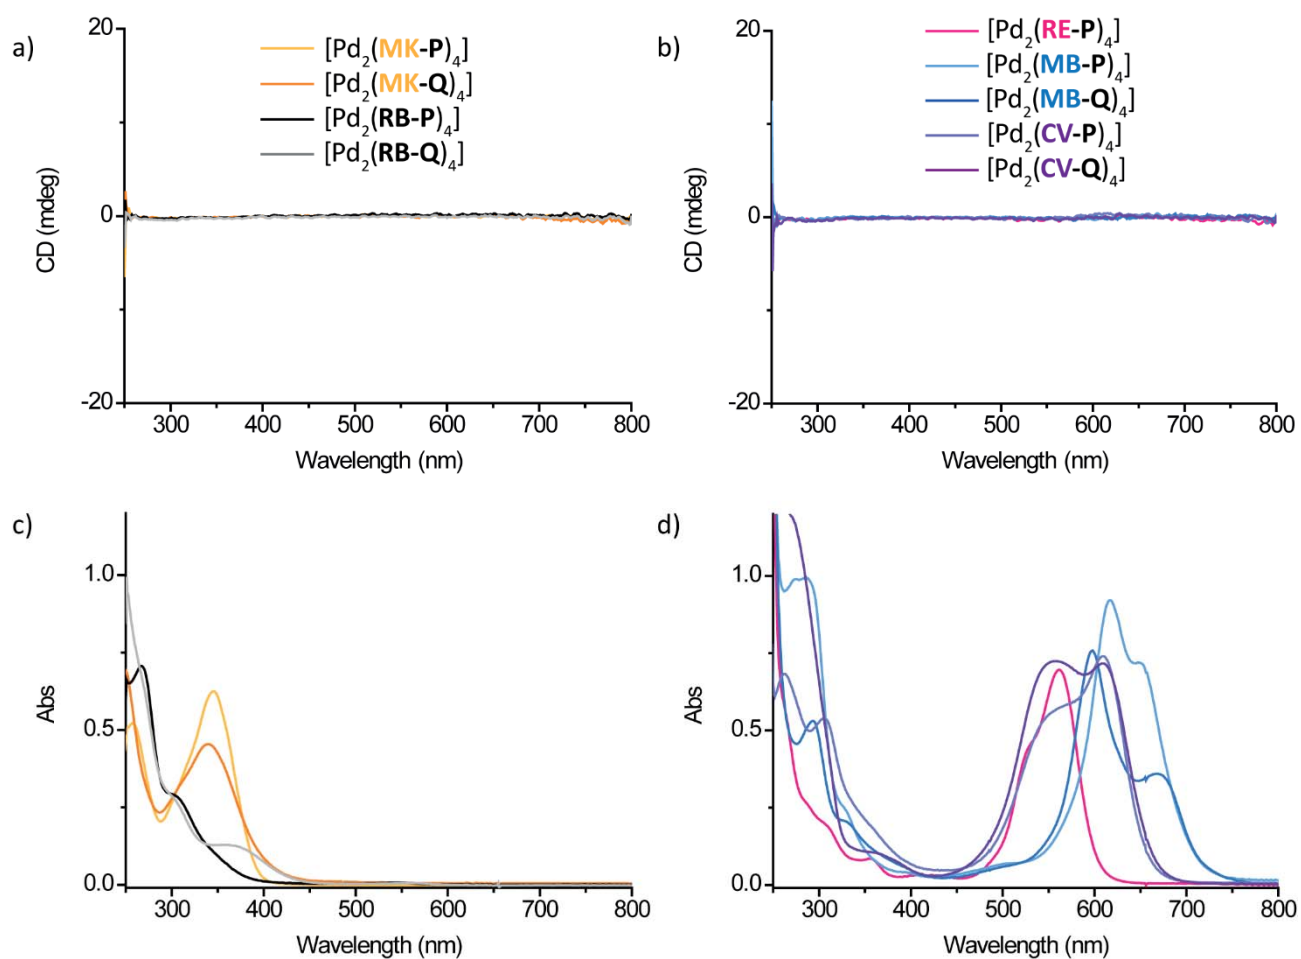 a)
20
10
0
-10
-20
CD (mdeg)
300 400 500 600 700 800
Wavelength (nm)
[Pd₂(MK-P)₄]
[Pd₂(MK-Q)₄]
[Pd₂(RB-P)₄]
[Pd₂(RB-Q)₄]
b)
20
10
0
-20
CD (mdeg)
300 400 500 600 700 800
Wavelength (nm)
[Pd₂(RE-P)₄]
[Pd₂(MB-P)₄]
[Pd₂(MB-Q)₄]
[Pd₂(CV-P)₄]
[Pd₂(CV-Q)₄]
c)
1.0
0.5
0.0
Abs
300 400 500 600 700 800
Wavelength (nm)
d)
1.0
0.5
0.0
Abs
300 400 500 600 700 800
Wavelength (nm)